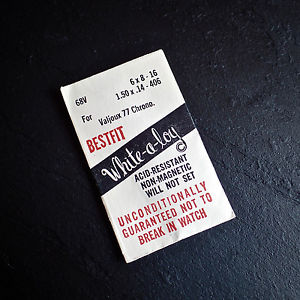 6 x 8 - 16
68V 1.50 x .14 - 406
For Valjoux 77 Chrono.
BESTFIT
White-a-loy
©
ACID-RESISTANT
NON-MAGNETIC
WILL NOT SET
UNCONDITIONALLY
GUARANTEED NOT TO
BREAK IN WATCH